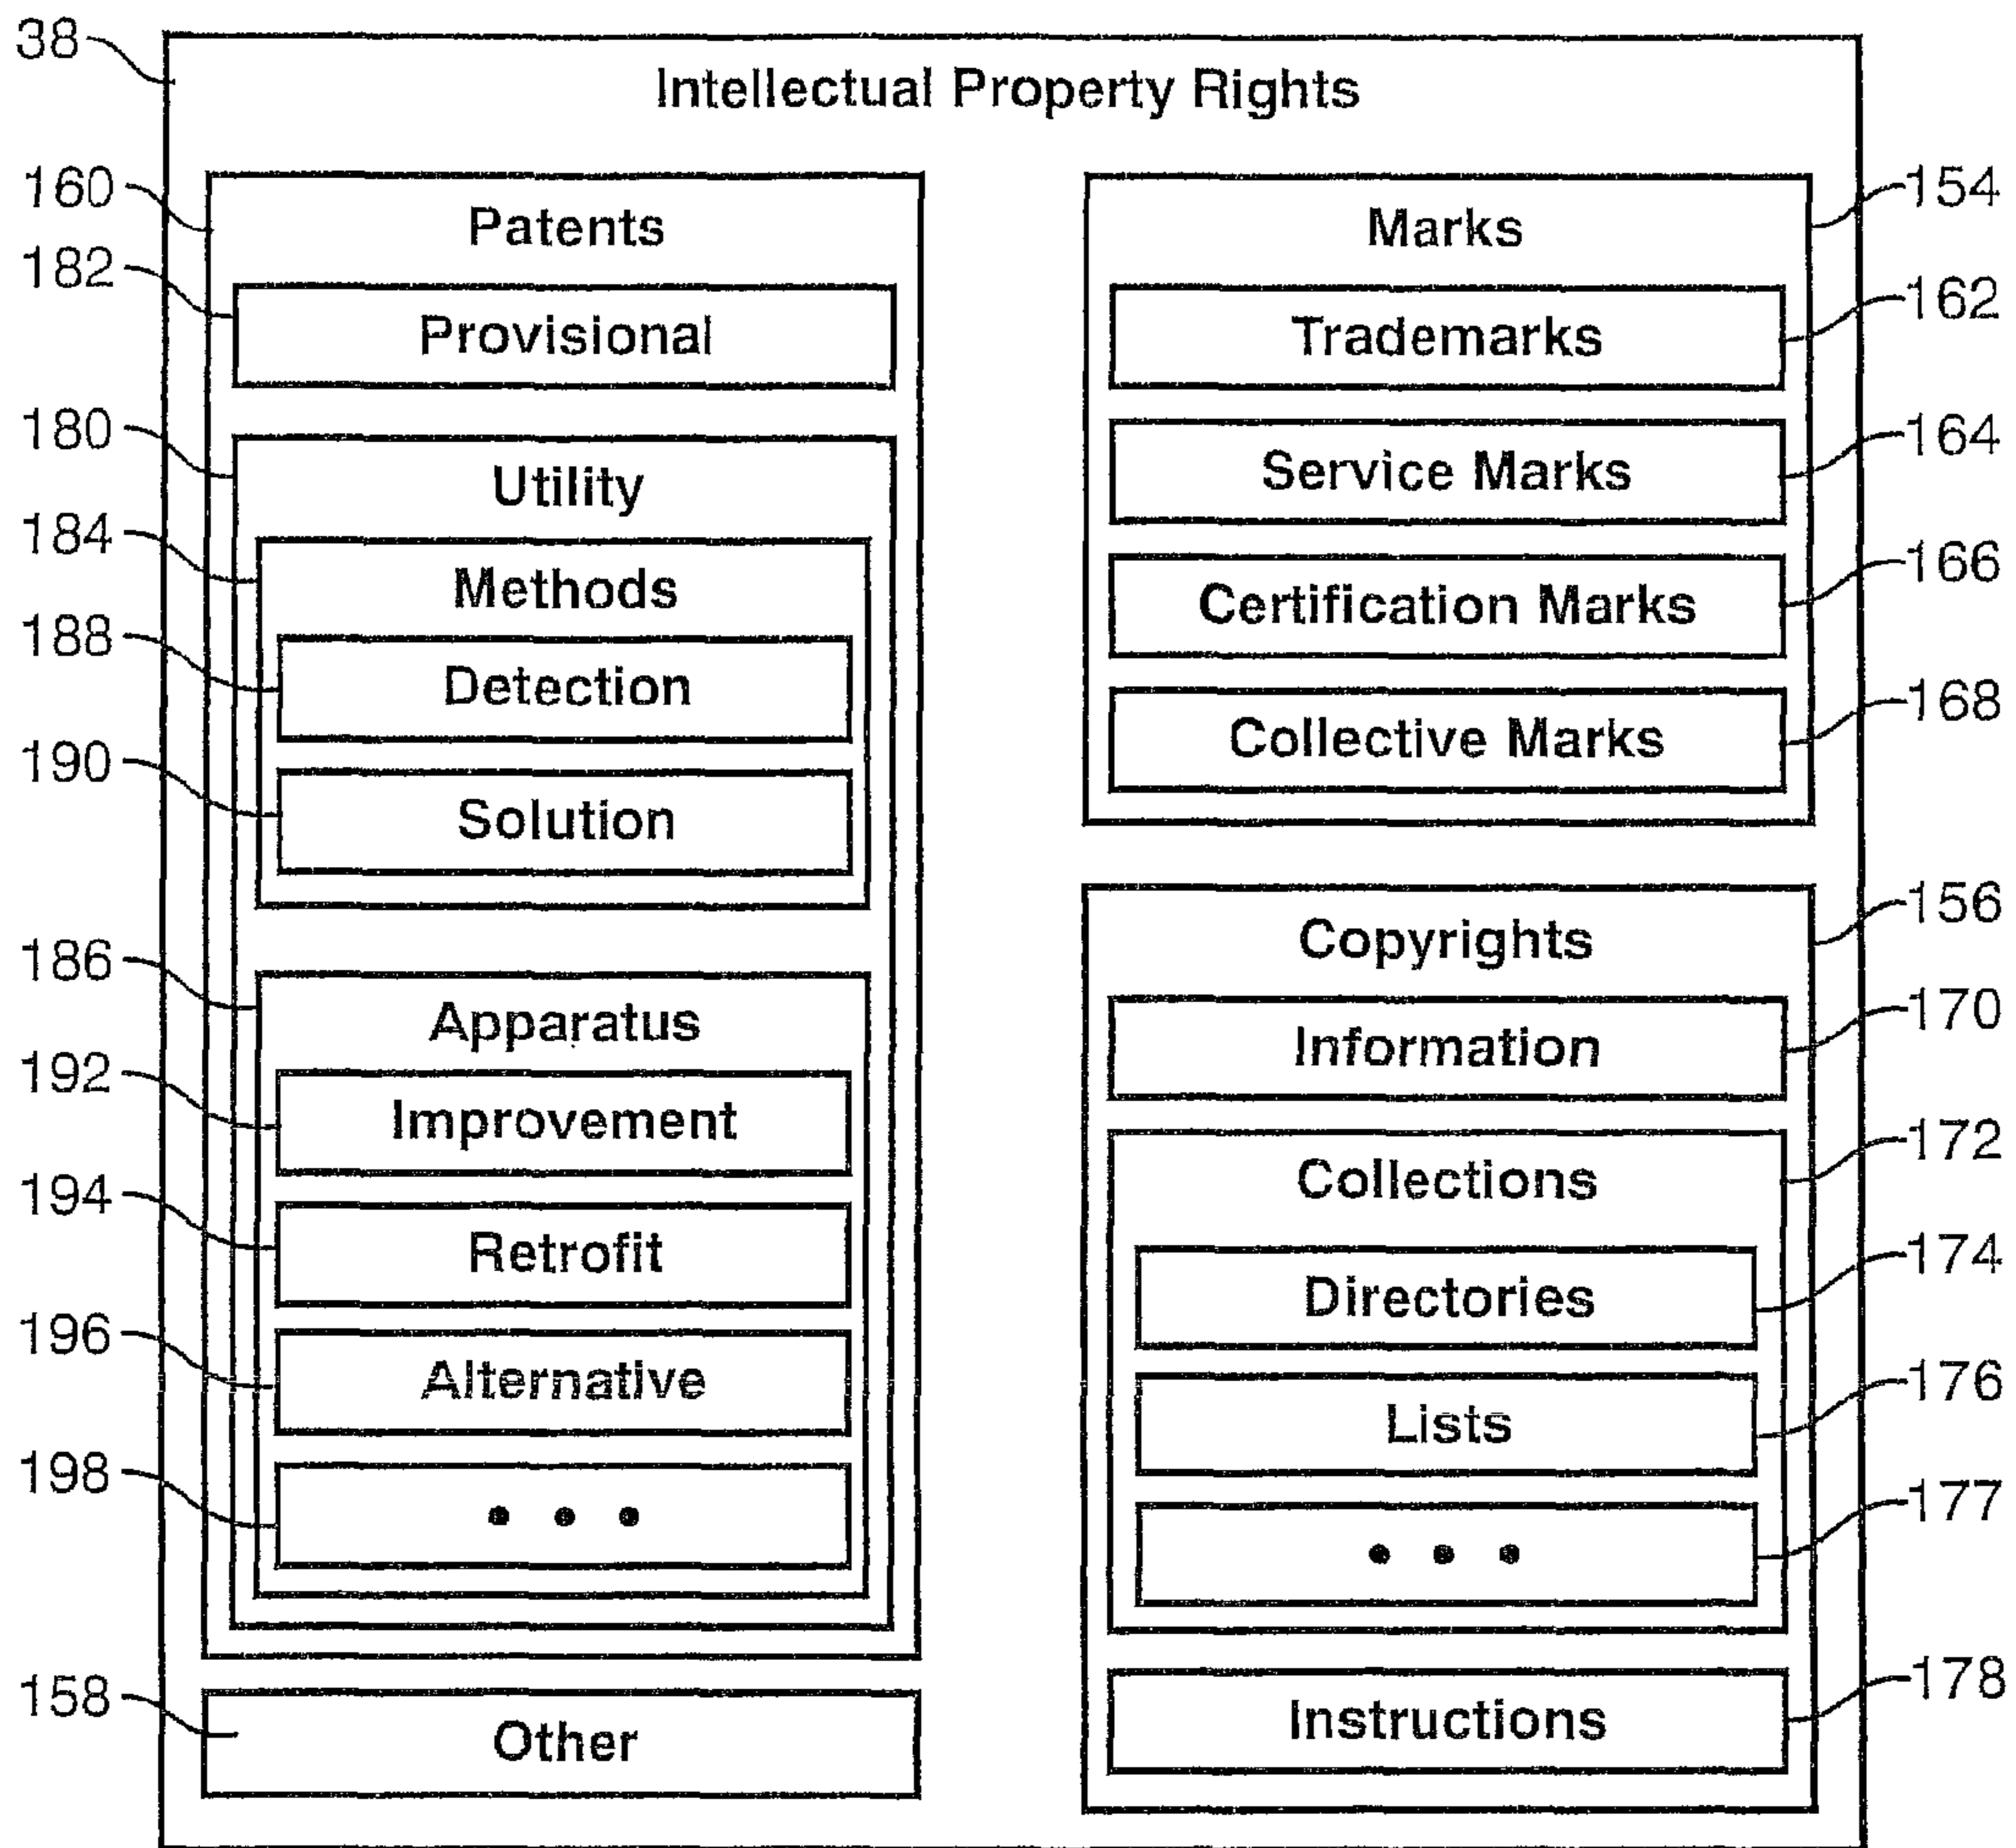 38
Intellectual Property Rights
160
Patents
182
Provisional
180
Utility
184
Methods
188
Detection
190
Solution
186
Apparatus
192
Improvement
194
Retrofit
196
Alternative
198
• • •
158
Other
Marks
154
Trademarks
162
Service Marks
164
Certification Marks
166
Collective Marks
168
Copyrights
156
Information
170
Collections
172
Directories
174
Lists
176
• • •
177
Instructions
178